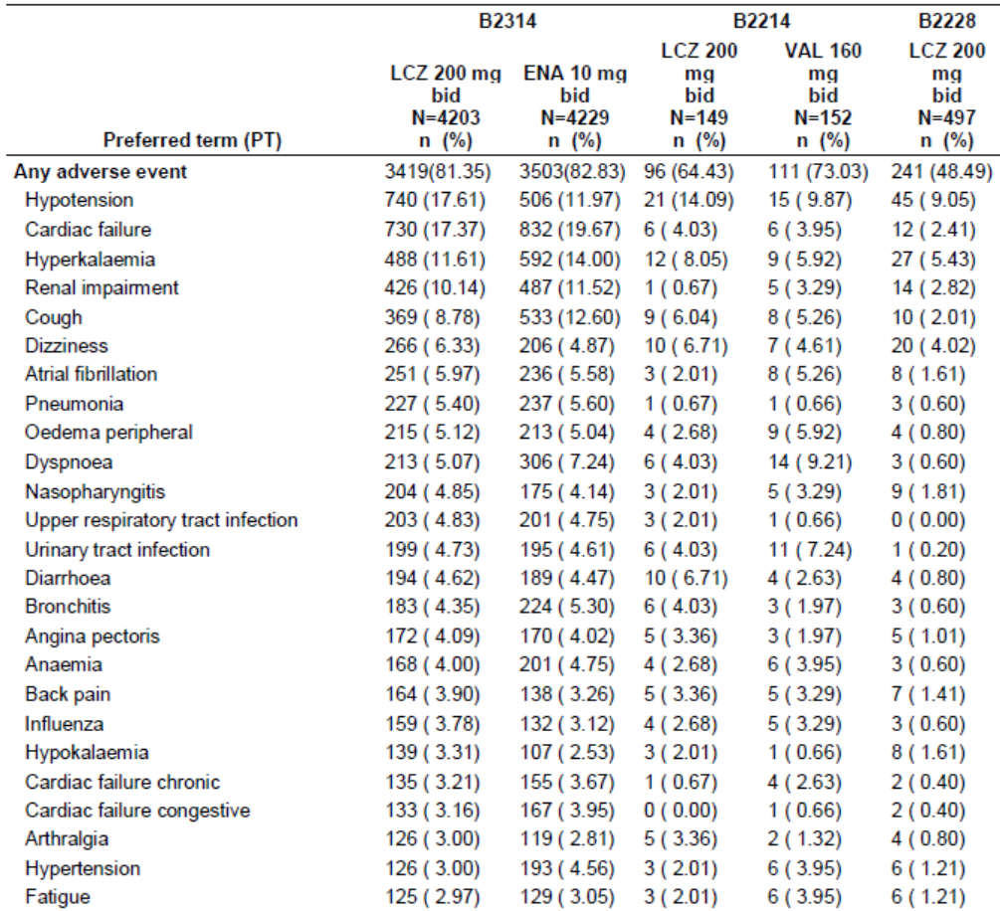 B2314 B2214 B2228
LCZ 200 mg bid N=4203 n (%) ENA 10 mg bid N=4229 n (%) LCZ 200 mg bid N=149 n (%) VAL 160 mg bid N=152 n (%) LCZ 200 mg bid N=497 n (%)
Preferred term (PT)
Any adverse event 3419(81.35) 3503(82.83) 96 (64.43) 111 (73.03) 241 (48.49)
Hypotension 740 (17.61) 506 (11.97) 21 (14.09) 15 ( 9.87) 45 ( 9.05)
Cardiac failure 730 (17.37) 832 (19.67) 6 ( 4.03) 6 ( 3.95) 12 ( 2.41)
Hyperkalaemia 488 (11.61) 592 (14.00) 12 ( 8.05) 9 ( 5.92) 27 ( 5.43)
Renal impairment 426 (10.14) 487 (11.52) 1 ( 0.67) 5 ( 3.29) 14 ( 2.82)
Cough 369 ( 8.78) 533 (12.60) 9 ( 6.04) 8 ( 5.26) 10 ( 2.01)
Dizziness 266 ( 6.33) 206 ( 4.87) 10 ( 6.71) 7 ( 4.61) 20 ( 4.02)
Atrial fibrillation 251 ( 5.97) 236 ( 5.58) 3 ( 2.01) 8 ( 5.26) 8 ( 1.61)
Pneumonia 227 ( 5.40) 237 ( 5.60) 1 ( 0.67) 1 ( 0.66) 3 ( 0.60)
Oedema peripheral 215 ( 5.12) 213 ( 5.04) 4 ( 2.68) 9 ( 5.92) 4 ( 0.80)
Dyspnoea 213 ( 5.07) 306 ( 7.24) 6 ( 4.03) 14 ( 9.21) 3 ( 0.60)
Nasopharyngitis 204 ( 4.85) 175 ( 4.14) 3 ( 2.01) 5 ( 3.29) 9 ( 1.81)
Upper respiratory tract infection 203 ( 4.83) 201 ( 4.75) 3 ( 2.01) 1 ( 0.66) 0 ( 0.00)
Urinary tract infection 199 ( 4.73) 195 ( 4.61) 6 ( 4.03) 11 ( 7.24) 1 ( 0.20)
Diarrhoea 194 ( 4.62) 189 ( 4.47) 10 ( 6.71) 4 ( 2.63) 4 ( 0.80)
Bronchitis 183 ( 4.35) 224 ( 5.30) 6 ( 4.03) 3 ( 1.97) 3 ( 0.60)
Angina pectoris 172 ( 4.09) 170 ( 4.02) 5 ( 3.36) 3 ( 1.97) 5 ( 1.01)
Anaemia 168 ( 4.00) 201 ( 4.75) 4 ( 2.68) 6 ( 3.95) 3 ( 0.60)
Back pain 164 ( 3.90) 138 ( 3.26) 5 ( 3.36) 5 ( 3.29) 7 ( 1.41)
Influenza 159 ( 3.78) 132 ( 3.12) 4 ( 2.68) 5 ( 3.29) 3 ( 0.60)
Hypokalaemia 139 ( 3.31) 107 ( 2.53) 3 ( 2.01) 1 ( 0.66) 8 ( 1.61)
Cardiac failure chronic 135 ( 3.21) 155 ( 3.67) 1 ( 0.67) 4 ( 2.63) 2 ( 0.40)
Cardiac failure congestive 133 ( 3.16) 167 ( 3.95) 0 ( 0.00) 1 ( 0.66) 2 ( 0.40)
Arthralgia 126 ( 3.00) 119 ( 2.81) 5 ( 3.36) 2 ( 1.32) 4 ( 0.80)
Hypertension 126 ( 3.00) 193 ( 4.56) 3 ( 2.01) 6 ( 3.95) 6 ( 1.21)
Fatigue 125 ( 2.97) 129 ( 3.05) 3 ( 2.01) 6 ( 3.95) 6 ( 1.21)